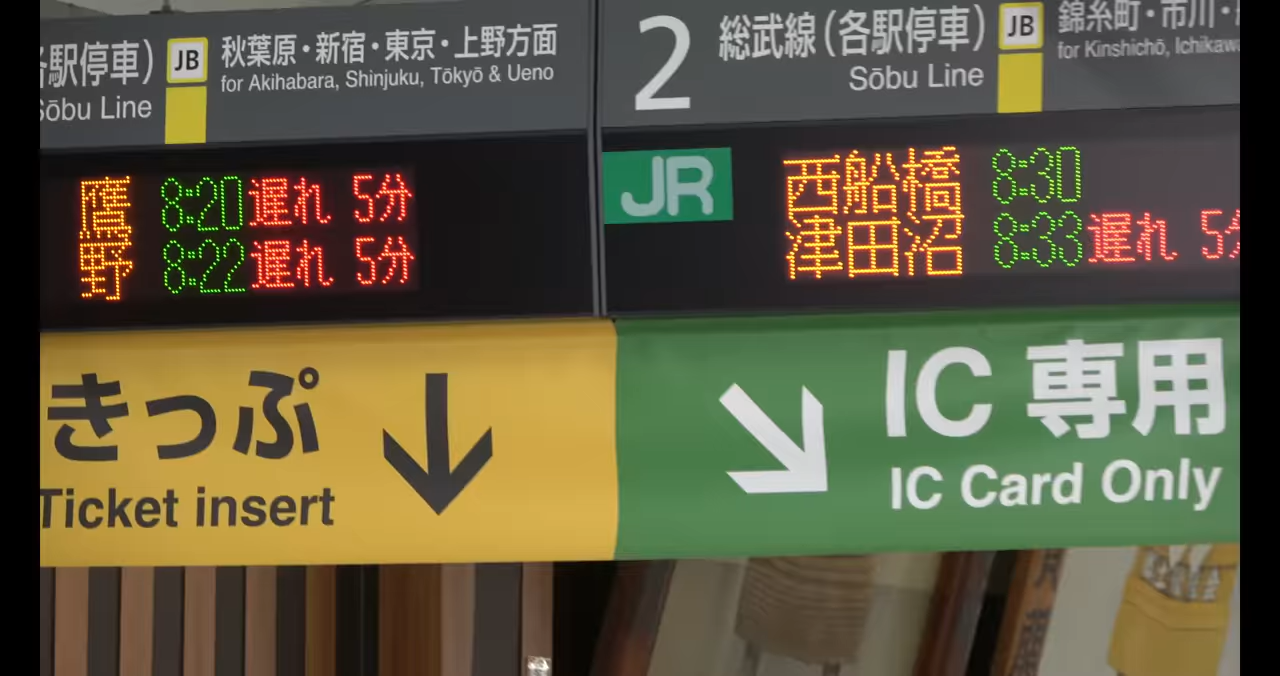 駅停車)
Sōbu Line
JB
秋葉原・新宿・東京・上野方面
for Akihabara, Shinjuku, Tōkyō & Ueno
2
総武線(各駅停車)
Sōbu Line
JB
錦糸町・市川・
for Kinshichō, Ichikawa
鷹 8:20 遅れ 5分
野 8:22 遅れ 5分
JR
西船橋 8:30
津田沼 8:33 遅れ 5分
きっぷ
Ticket insert
IC 専用
IC Card Only